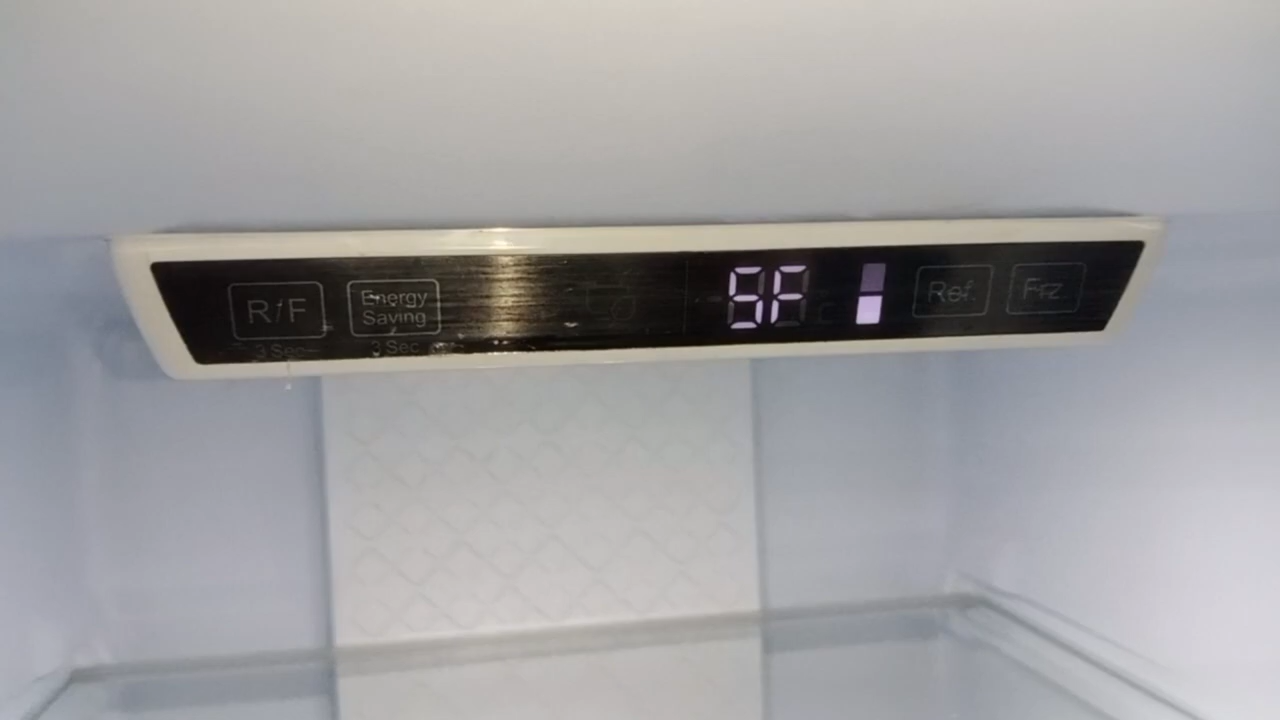 R/F
3 Sec
Energy
Saving
3 Sec
SF
Ref.
Frz.